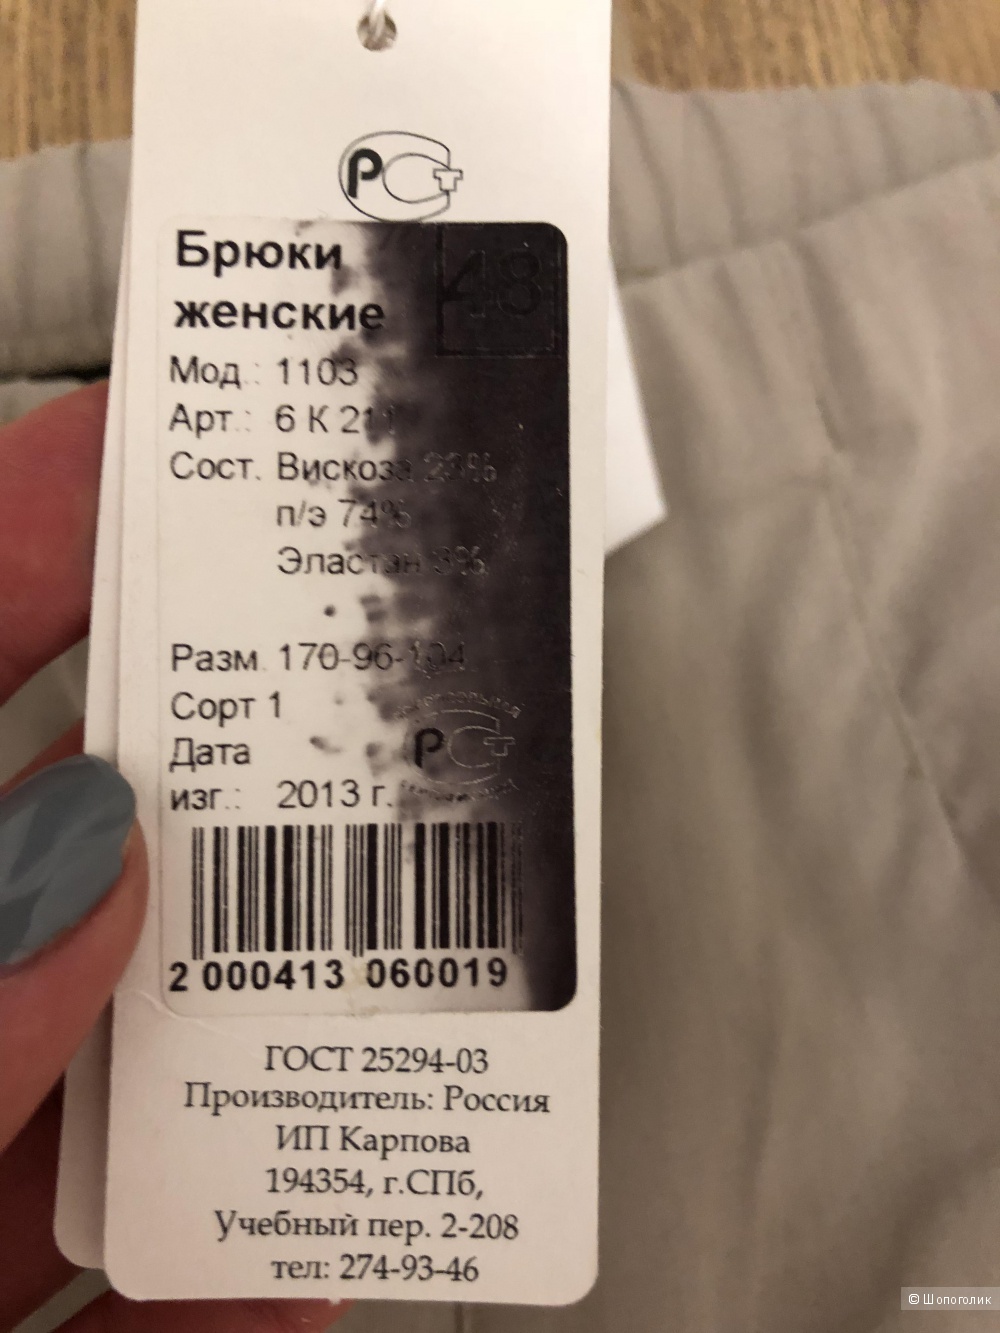 РСТ
48
Брюки
женские
Мод.: 1103
Арт.: 6 К 211
Сост. Вискоза 23%
п/э 74%
Эластан 3%
Разм. 170-96-104
Сорт 1
РСТ
Дата
изг.: 2013 г.
2 000413 060019
ГОСТ 25294-03
Производитель: Россия
ИП Карпова
194354, г.СПб,
Учебный пер. 2-208
тел: 274-93-46
© Шопоголик